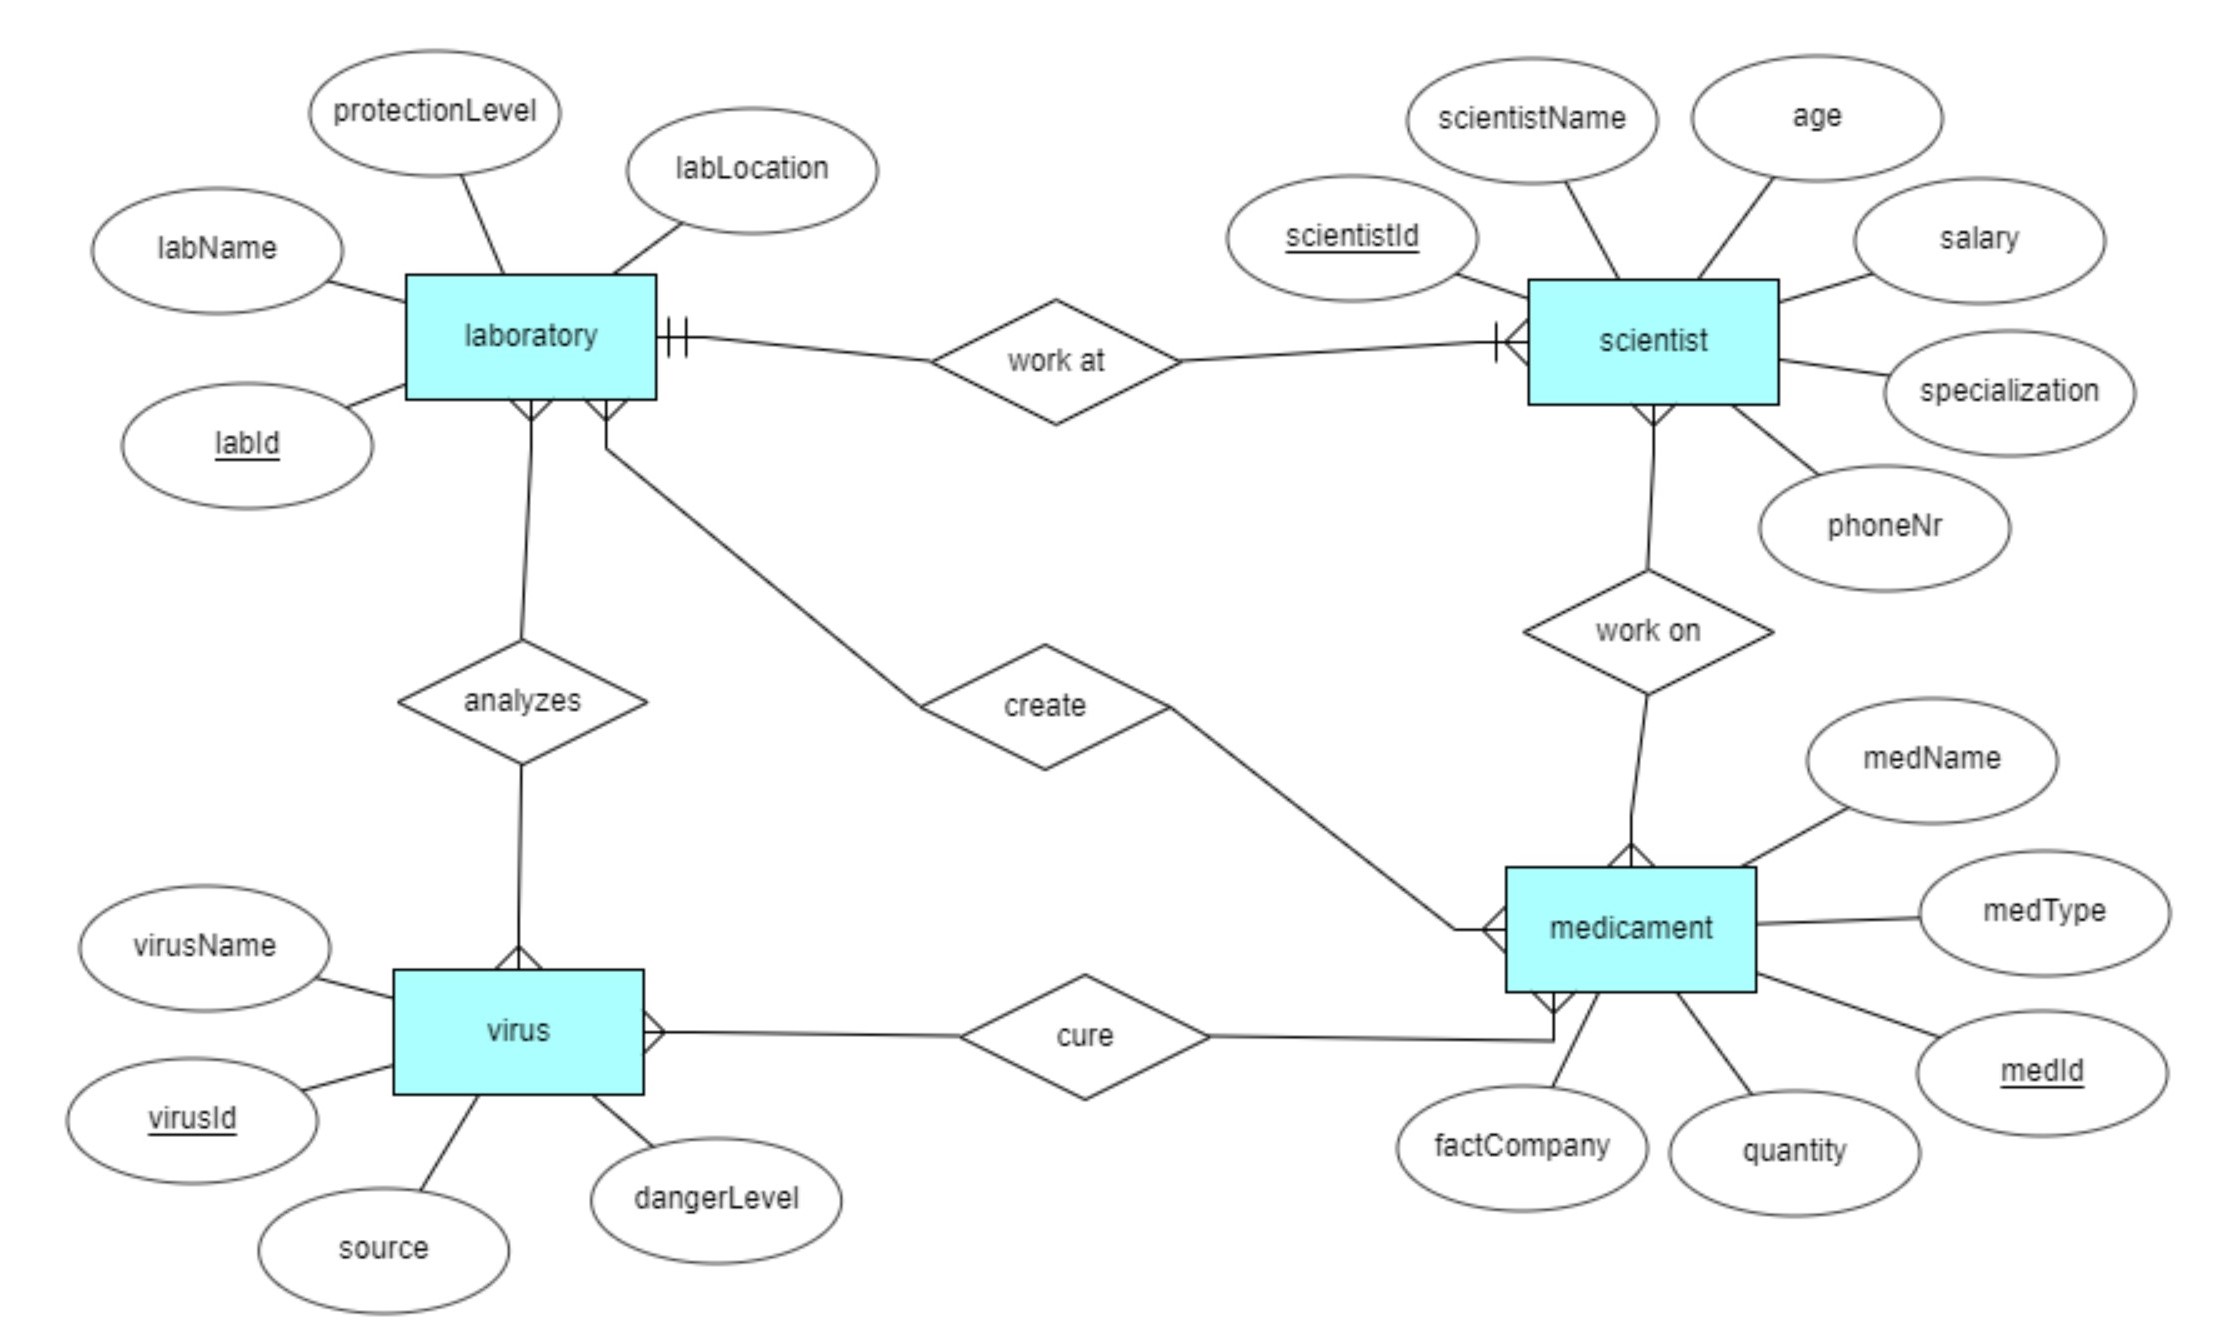 protectionLevel
scientistName
age
labLocation
labName
scientistId
salary
laboratory
work at
scientist
specialization
labId
phoneNr
work on
analyzes
create
medName
medType
virusName
medicament
virus
cure
medId
virusId
factCompany
quantity
dangerLevel
source